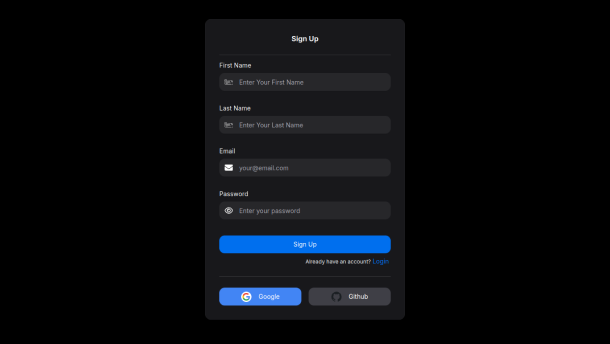 Sign Up
First Name
Enter Your First Name
Last Name
Enter Your Last Name
Email
your@email.com
Password
Enter your password
Sign Up
Already have an account? Login
Google
Github